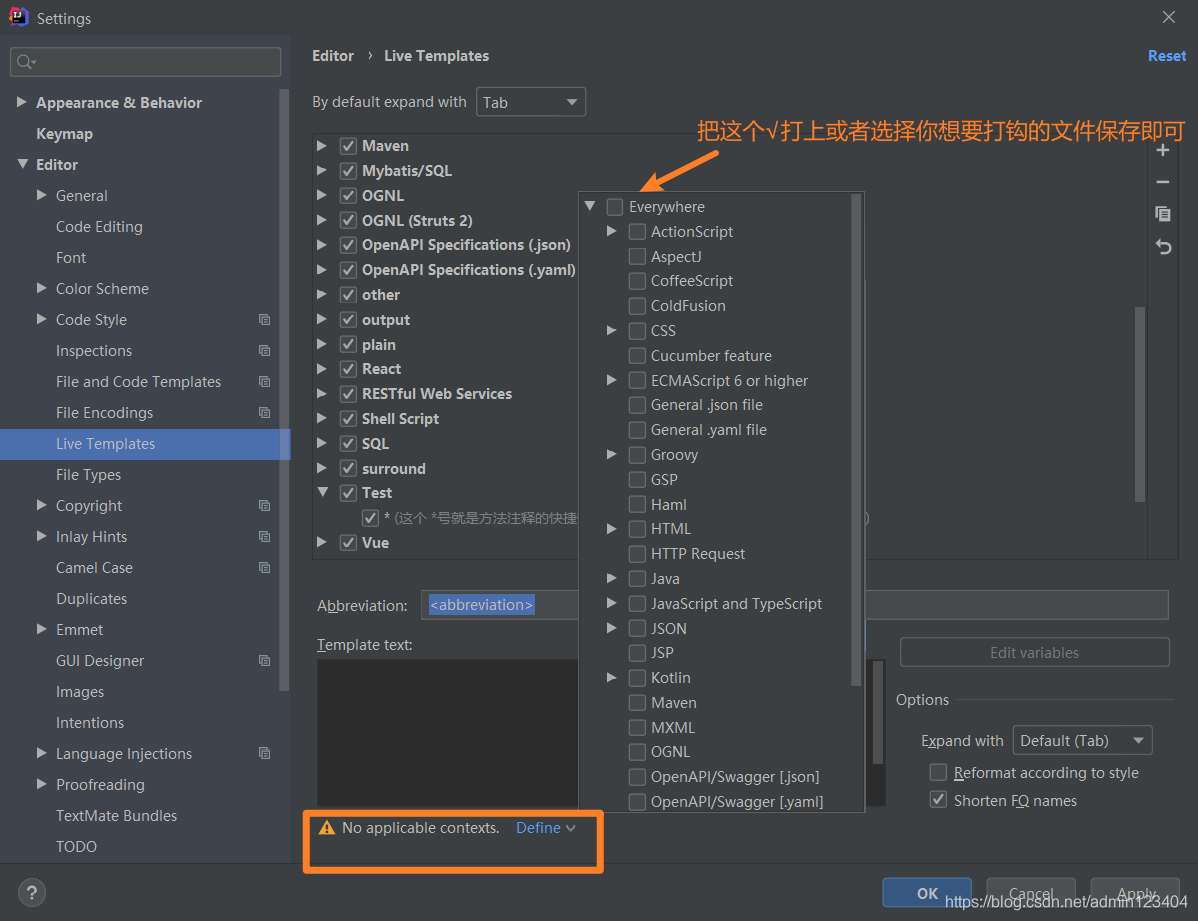 Settings
Editor › Live Templates
Reset
By default expand with Tab
把这个√打上或者选择你想要打钩的文件保存即可
Appearance & Behavior
Keymap
Editor
General
Code Editing
Font
Color Scheme
Code Style
Inspections
File and Code Templates
File Encodings
Live Templates
File Types
Copyright
Inlay Hints
Camel Case
Duplicates
Emmet
GUI Designer
Images
Intentions
Language Injections
Proofreading
TextMate Bundles
TODO
Maven
Mybatis/SQL
OGNL
OGNL (Struts 2)
OpenAPI Specifications (.json)
OpenAPI Specifications (.yaml)
other
output
plain
React
RESTful Web Services
Shell Script
SQL
surround
Test
* (这个 *号就是方法注释的快捷
)
Vue
Everywhere
ActionScript
AspectJ
CoffeeScript
ColdFusion
CSS
Cucumber feature
ECMAScript 6 or higher
General .json file
General .yaml file
Groovy
GSP
Haml
HTML
HTTP Request
Java
JavaScript and TypeScript
JSON
JSP
Kotlin
Maven
MXML
OGNL
OpenAPI/Swagger [.json]
OpenAPI/Swagger [.yaml]
Abbreviation: <abbreviation>
Template text:
Edit variables
Options
Expand with Default (Tab)
Reformat according to style
Shorten FQ names
No applicable contexts. Define
?
OK
Cancel
Apply
https://blog.csdn.net/admin123404